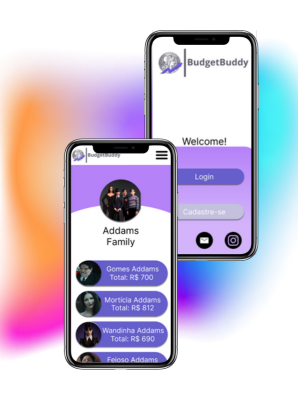 BudgetBuddy
Welcome!
Login
Cadastre-se
BudgetBuddy
Addams
Family
Gomes Addams
Total: R$ 700
Mortícia Addams
Total: R$ 812
Wandinha Addams
Total: R$ 690
Feioso Addams